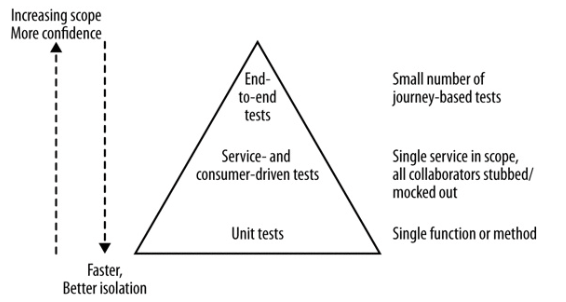 Increasing scope
More confidence
End-
to-end
tests
Small number of
journey-based tests
Service- and
consumer-driven tests
Single service in scope,
all collaborators stubbed/
mocked out
Unit tests
Single function or method
Faster,
Better isolation